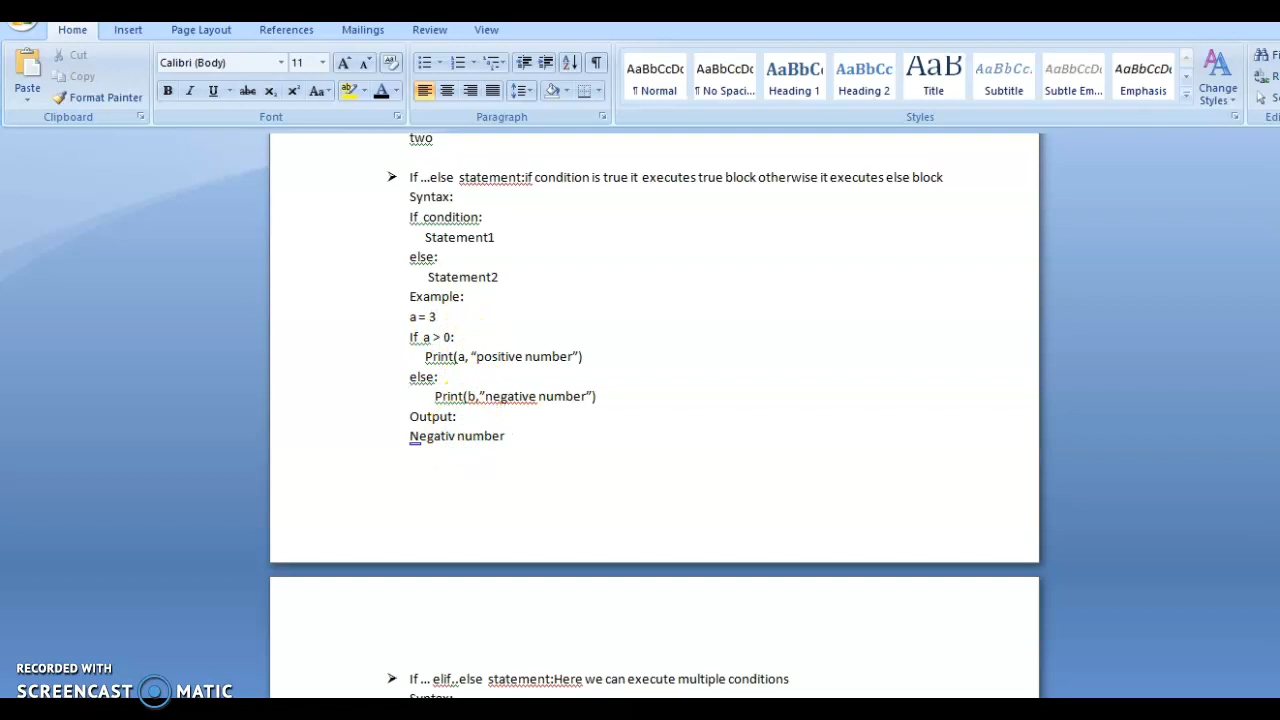 Home Insert Page Layout References Mailings Review View
Cut
Copy
Paste
Format Painter
Calibri (Body) 11
AaBbCcDc AaBbCcDc AaBbC AaBbCc AaB AaBbCc. AaBbCcDc AaBbCcDc
¶ Normal ¶ No Spaci... Heading 1 Heading 2 Title Subtitle Subtle Em... Emphasis
Change Styles
Clipboard Font Paragraph Styles
two
If ...else statement:if condition is true it executes true block otherwise it executes else block
Syntax:
If condition:
Statement1
else:
Statement2
Example:
a = 3
If a > 0:
Print(a, “positive number”)
else:
Print(b,”negative number”)
Output:
Negativ number
If ... elif..else statement:Here we can execute multiple conditions
RECORDED WITH
SCREENCAST MATIC